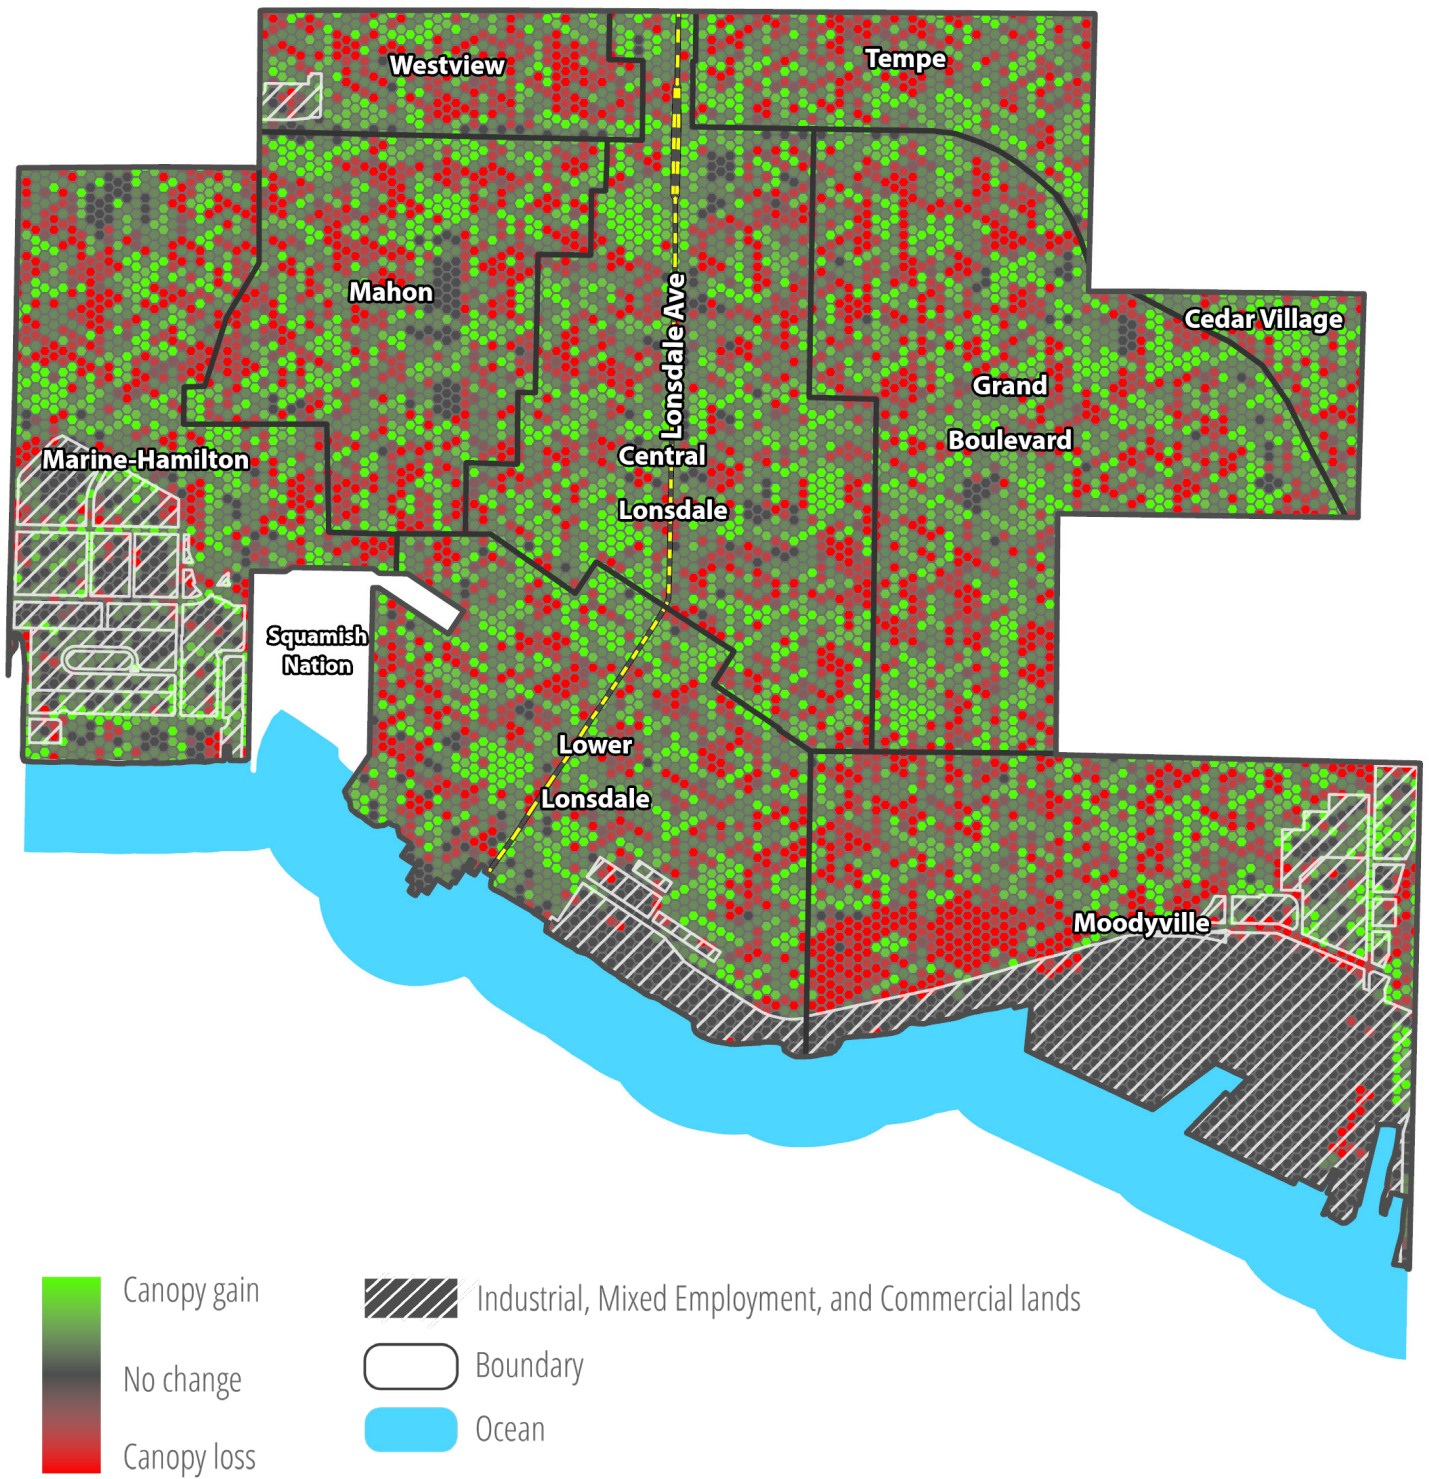 Westview
Tempe
Mahon
Lonsdale Ave
Cedar Village
Grand
Boulevard
Marine-Hamilton
Central
Lonsdale
Squamish
Nation
Lower
Lonsdale
Moodyville
Canopy gain
No change
Canopy loss
Industrial, Mixed Employment, and Commercial lands
Boundary
Ocean